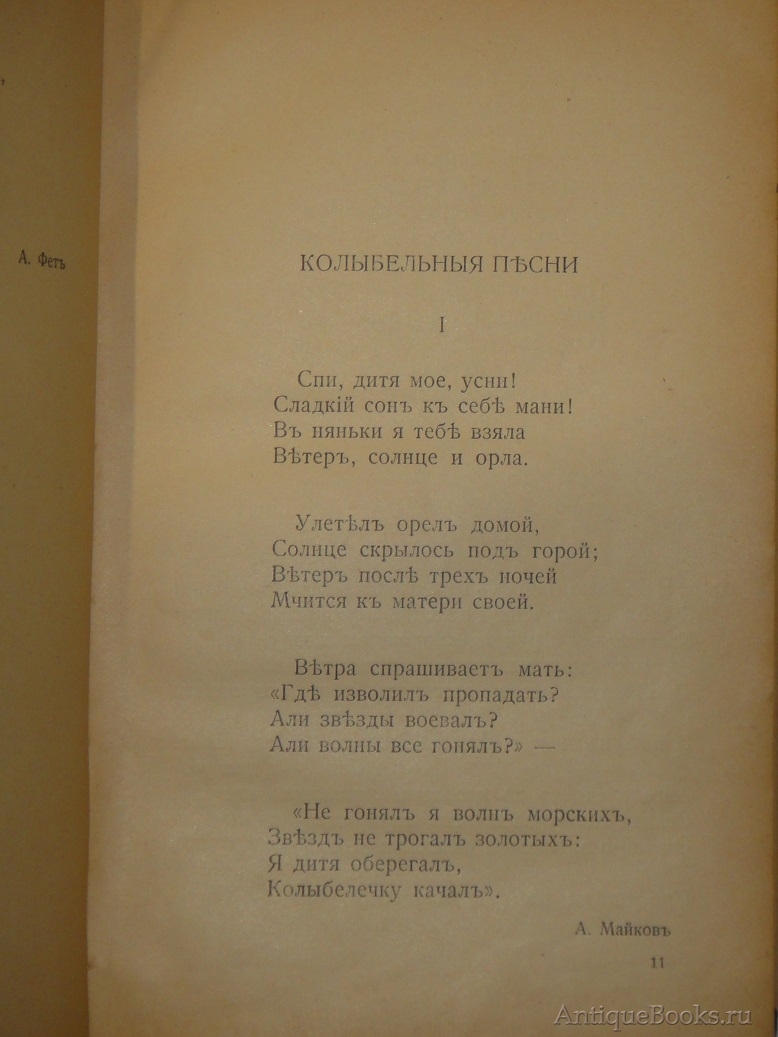 А. Фетъ
КОЛЫБЕЛЬНЫЯ ПѢСНИ
I
Спи, дитя мое, усни!
Сладкій сонъ къ себѣ мани!
Въ няньки я тебѣ взяла
Вѣтеръ, солнце и орла.
Улетѣлъ орелъ домой,
Солнце скрылось подъ горой;
Вѣтеръ послѣ трехъ ночей
Мчится къ матери своей.
Вѣтра спрашиваетъ мать:
«Гдѣ изволилъ пропадать?
Али звѣзды воевалъ?
Али волны все гонялъ?» —
«Не гонялъ я волнъ морскихъ,
Звѣздъ не трогалъ золотыхъ:
Я дитя оберегалъ,
Колыбелечку качалъ».
А. Майковъ
11
AntiqueBooks.ru